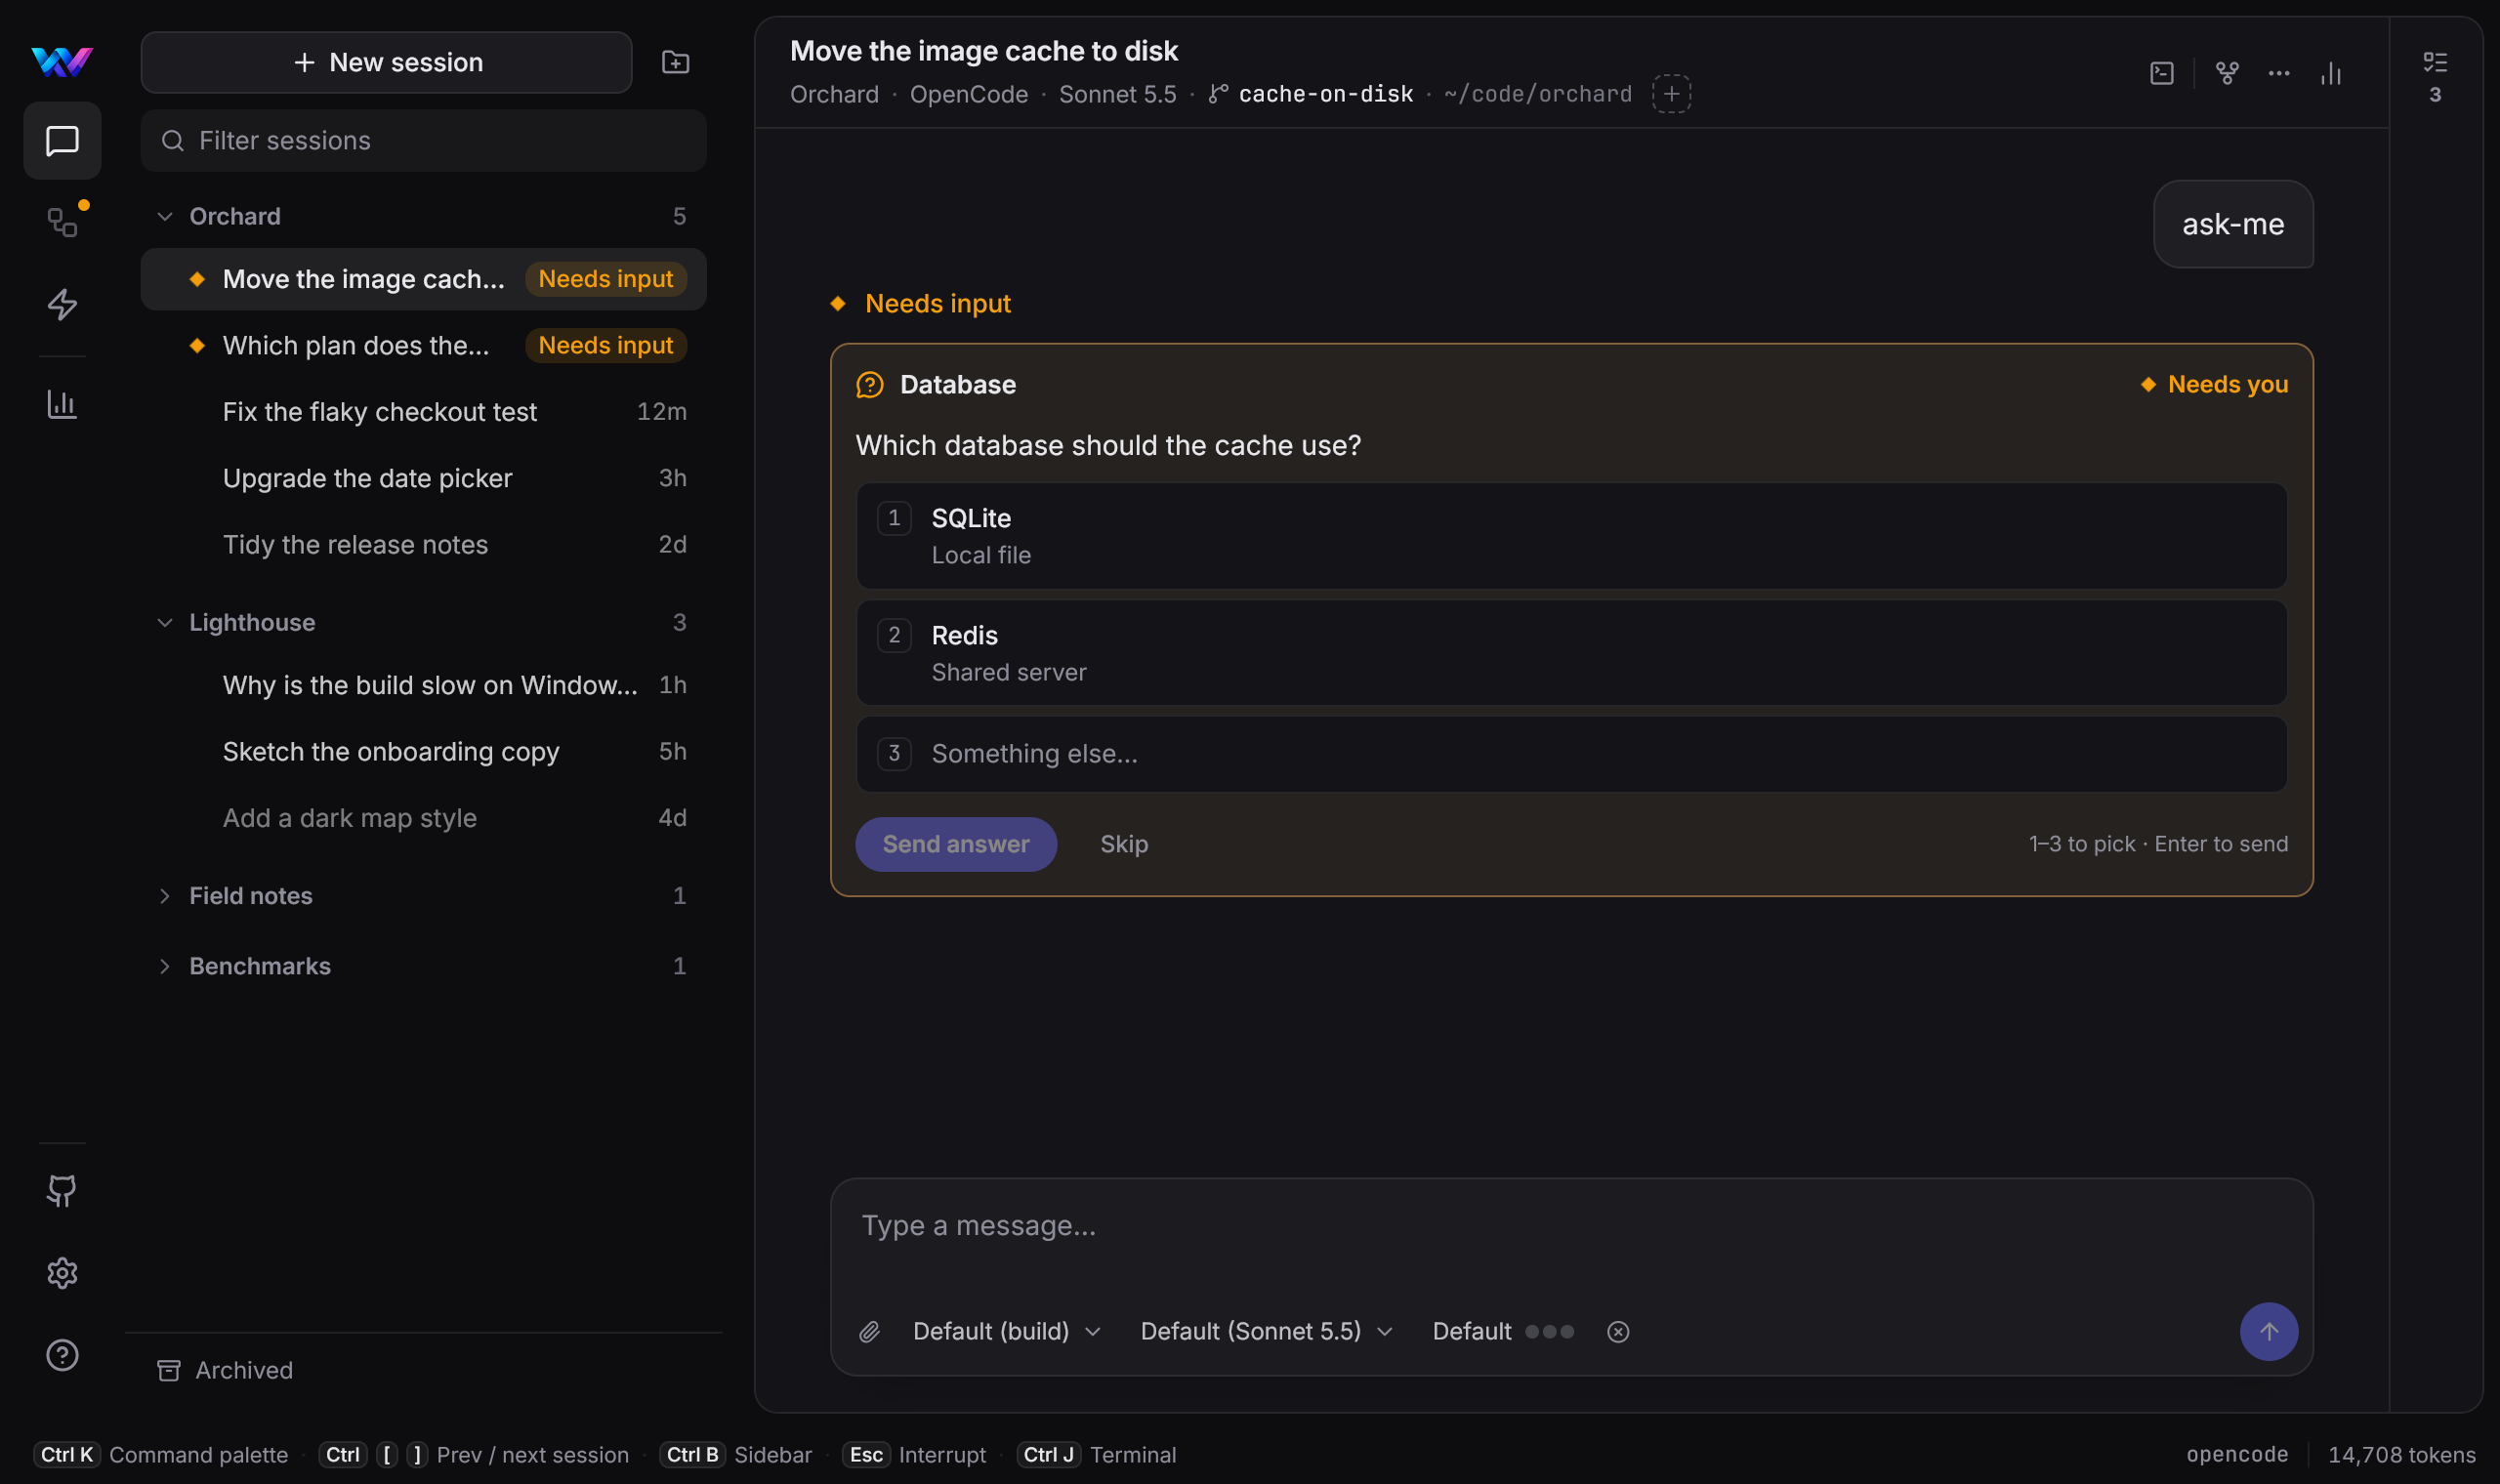 New session
Filter sessions
Orchard 5
Move the image cach... Needs input
Which plan does the... Needs input
Fix the flaky checkout test 12m
Upgrade the date picker 3h
Tidy the release notes 2d
Lighthouse 3
Why is the build slow on Window... 1h
Sketch the onboarding copy 5h
Add a dark map style 4d
Field notes 1
Benchmarks 1
Archived
Move the image cache to disk
Orchard · OpenCode · Sonnet 5.5 · cache-on-disk · ~/code/orchard
3
ask-me
Needs input
Database Needs you
Which database should the cache use?
1 SQLite
Local file
2 Redis
Shared server
3 Something else...
Send answer Skip 1–3 to pick · Enter to send
Type a message...
Default (build) Default (Sonnet 5.5) Default
Ctrl K Command palette · Ctrl [ ] Prev / next session · Ctrl B Sidebar · Esc Interrupt · Ctrl J Terminal opencode 14,708 tokens